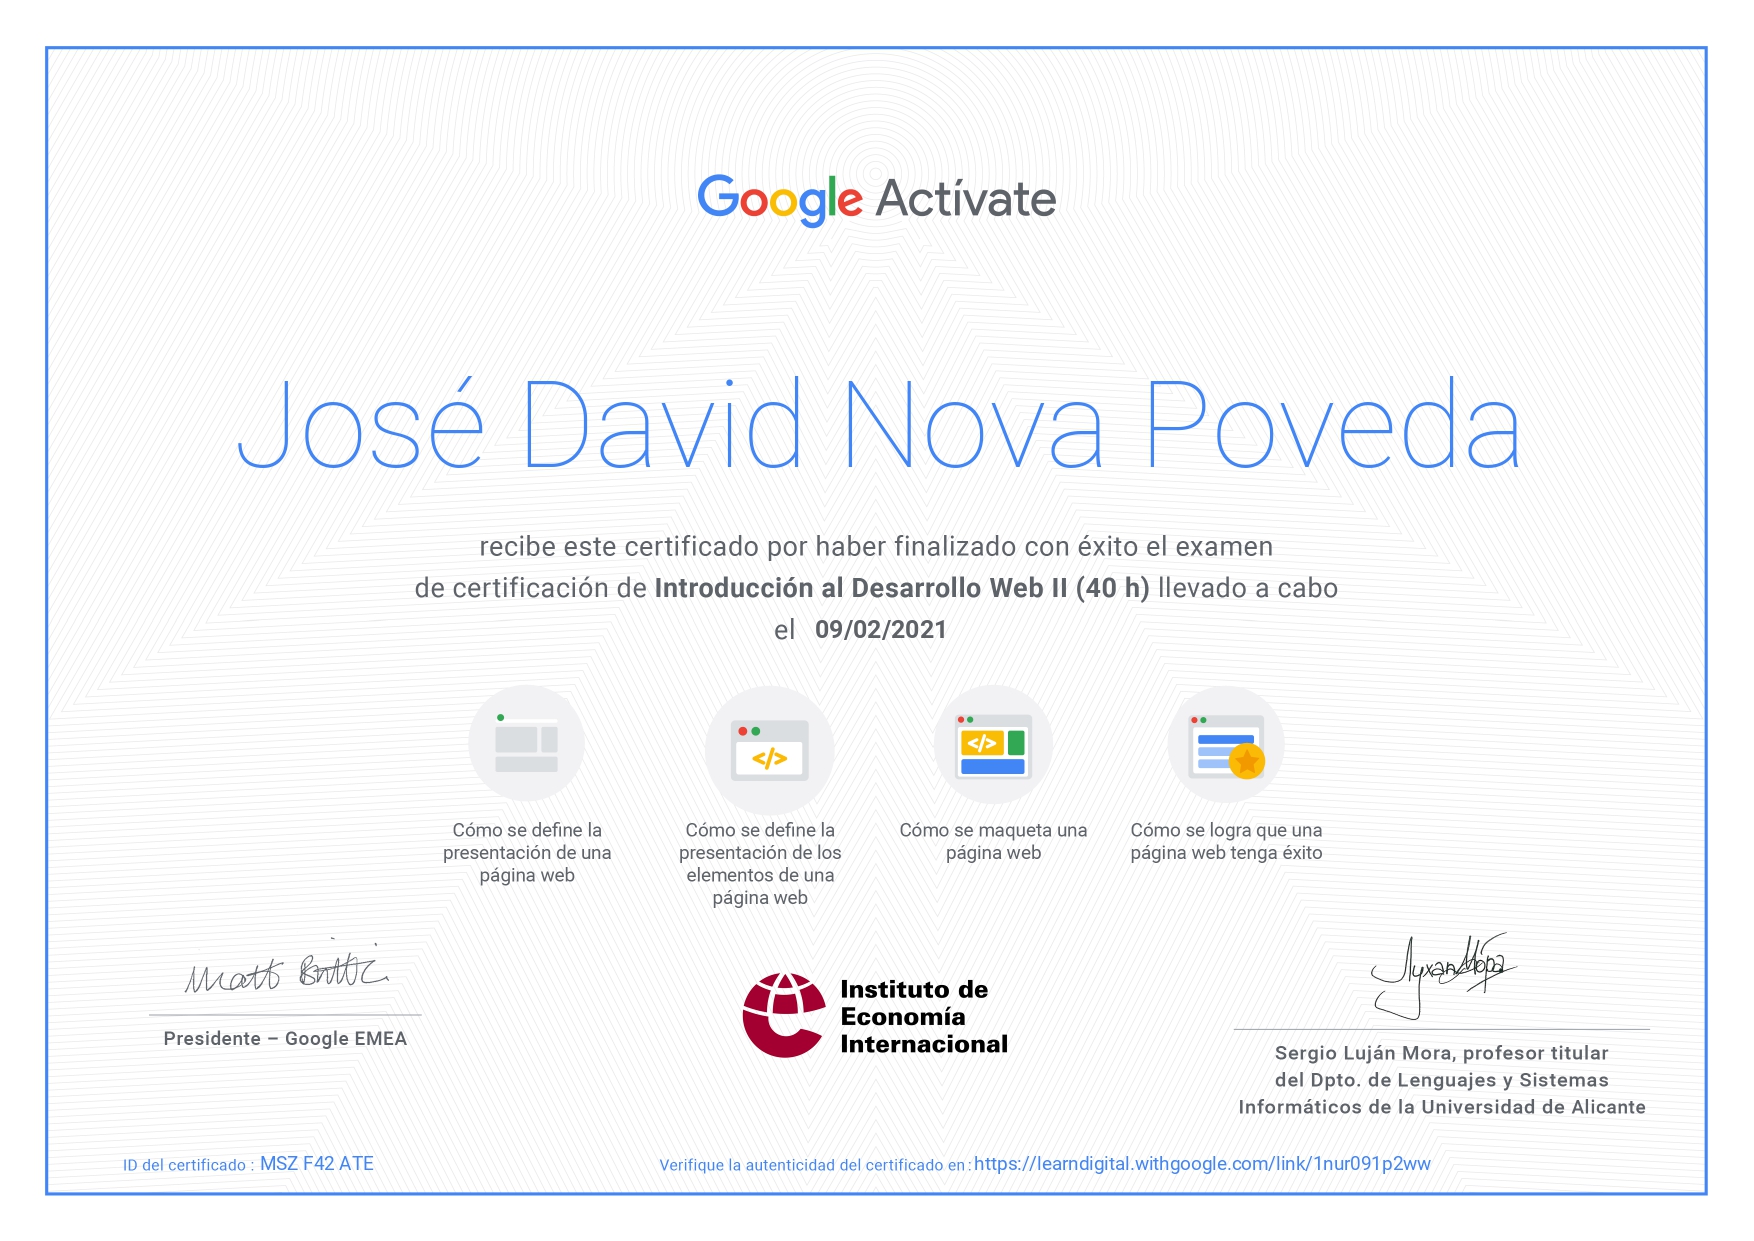 Google Actívate
José David Nova Poveda
recibe este certificado por haber finalizado con éxito el examen
de certificación de Introducción al Desarrollo Web II (40 h) llevado a cabo
el 09/02/2021
</>
</>
Cómo se define la
presentación de una
página web
Cómo se define la
presentación de los
elementos de una
página web
Cómo se maqueta una
página web
Cómo se logra que una
página web tenga éxito
Matt Brittin
Presidente – Google EMEA
Instituto de
Economía
Internacional
Sergio Luján Mora, profesor titular
del Dpto. de Lenguajes y Sistemas
Informáticos de la Universidad de Alicante
ID del certificado : MSZ F42 ATE
Verifique la autenticidad del certificado en: https://learndigital.withgoogle.com/link/1nur091p2ww